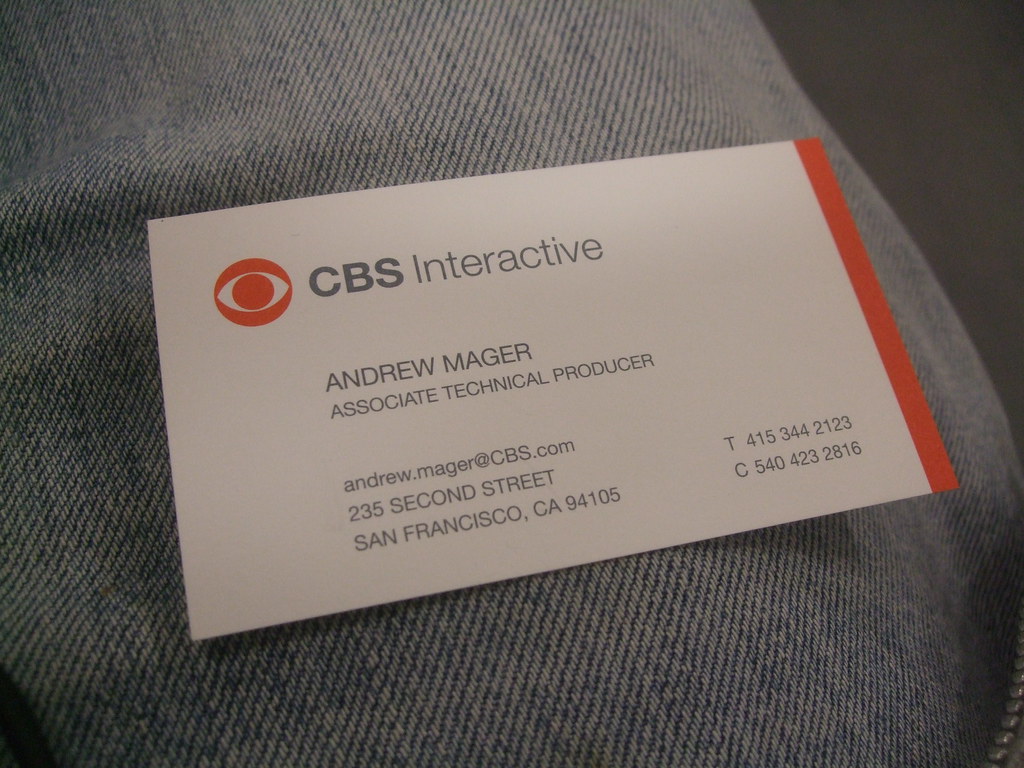 CBS Interactive
ANDREW MAGER
ASSOCIATE TECHNICAL PRODUCER
andrew.mager@CBS.com
235 SECOND STREET
SAN FRANCISCO, CA 94105
T 415 344 2123
C 540 423 2816